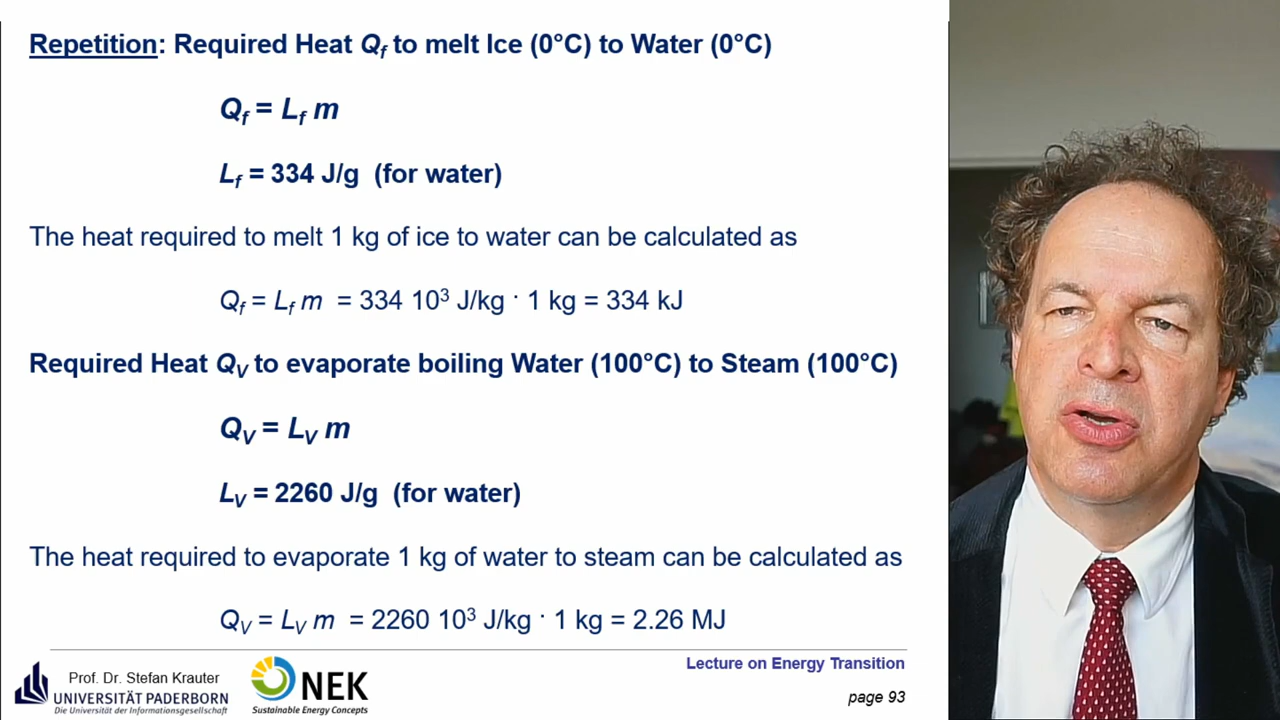 Repetition: Required Heat Qf to melt Ice (0°C) to Water (0°C)
Qf = Lf m
Lf = 334 J/g (for water)
The heat required to melt 1 kg of ice to water can be calculated as
Qf = Lf m = 334 10³ J/kg · 1 kg = 334 kJ
Required Heat QV to evaporate boiling Water (100°C) to Steam (100°C)
QV = LV m
LV = 2260 J/g (for water)
The heat required to evaporate 1 kg of water to steam can be calculated as
QV = LV m = 2260 10³ J/kg · 1 kg = 2.26 MJ
Prof. Dr. Stefan Krauter
UNIVERSITÄT PADERBORN
Die Universität der Informationsgesellschaft
NEK
Sustainable Energy Concepts
Lecture on Energy Transition
page 93